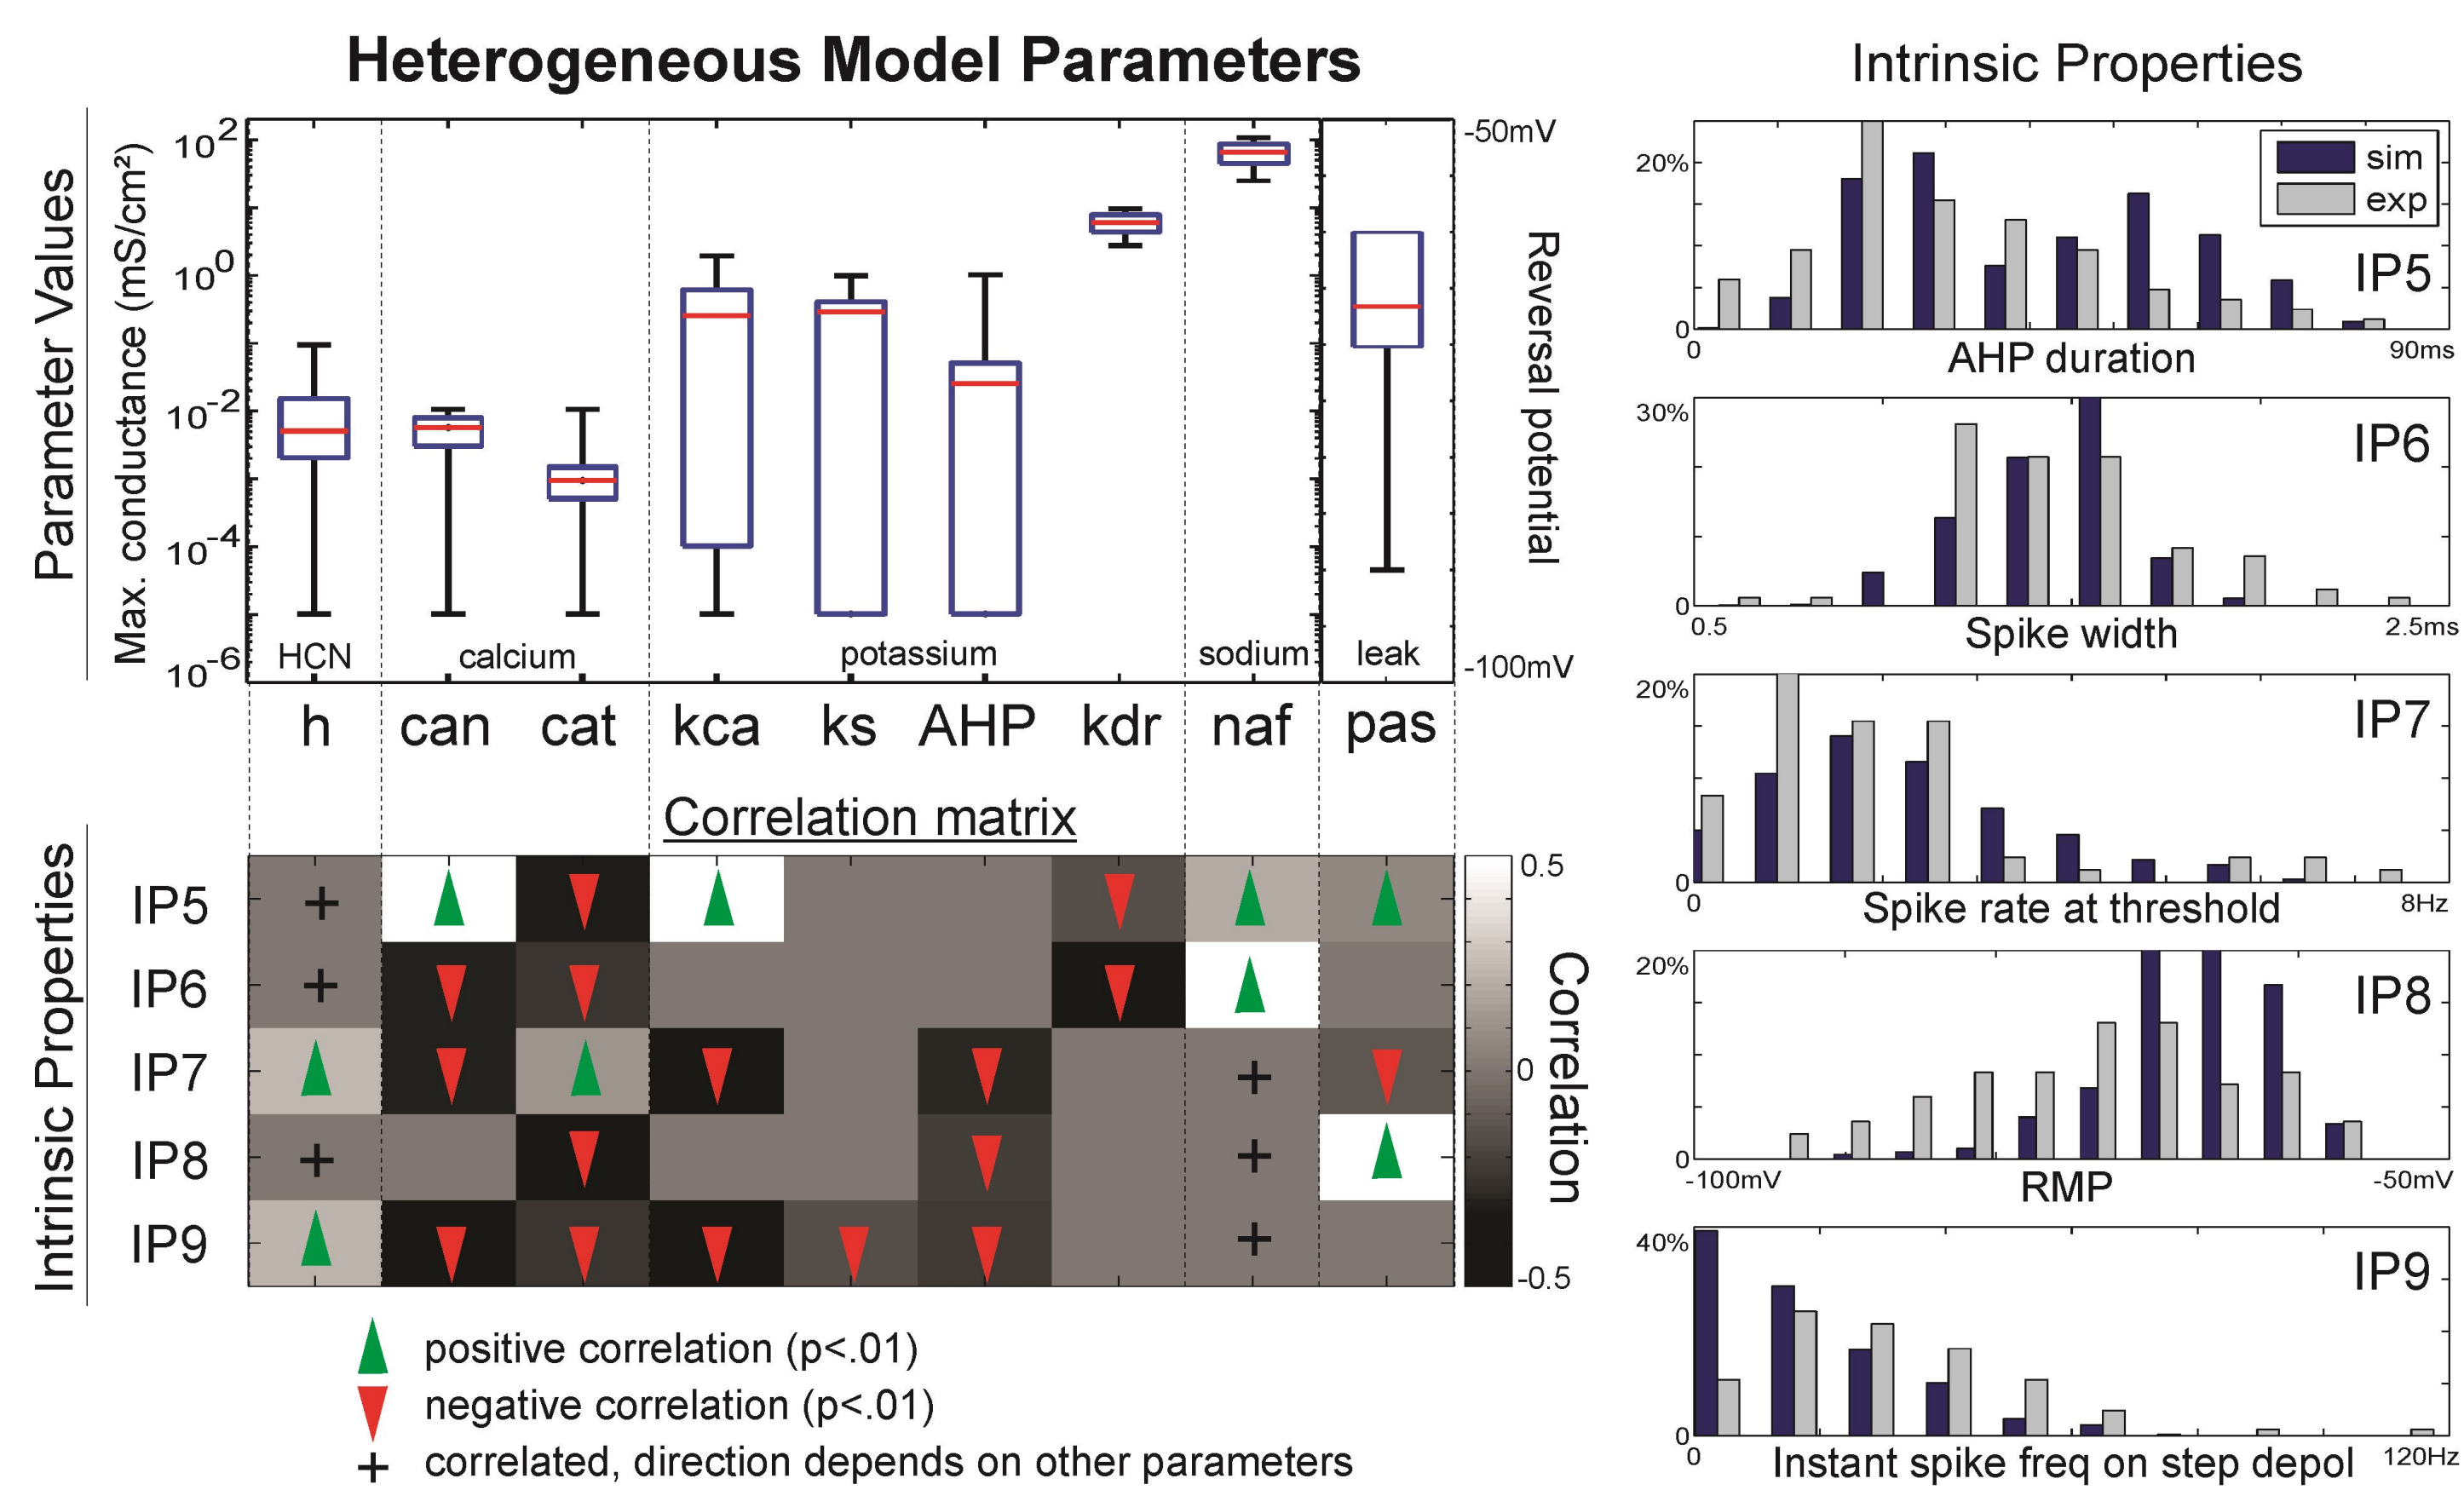 Heterogeneous Model Parameters
Parameter Values
Max. conductance (mS/cm²)
10²
10⁰
10⁻²
10⁻⁴
10⁻⁶
HCN
calcium
potassium
sodium
leak
-50mV
Reversal potential
-100mV
h can cat kca ks AHP kdr naf pas
Correlation matrix
Intrinsic Properties
IP5
IP6
IP7
IP8
IP9
0.5
0
-0.5
Correlation
positive correlation (p<.01)
negative correlation (p<.01)
correlated, direction depends on other parameters
Intrinsic Properties
sim
exp
20%
IP5
0
0
AHP duration
90ms
30%
IP6
0
0.5
Spike width
2.5ms
20%
IP7
0
0
Spike rate at threshold
8Hz
20%
IP8
0
-100mV
RMP
-50mV
40%
IP9
0
0
Instant spike freq on step depol
120Hz